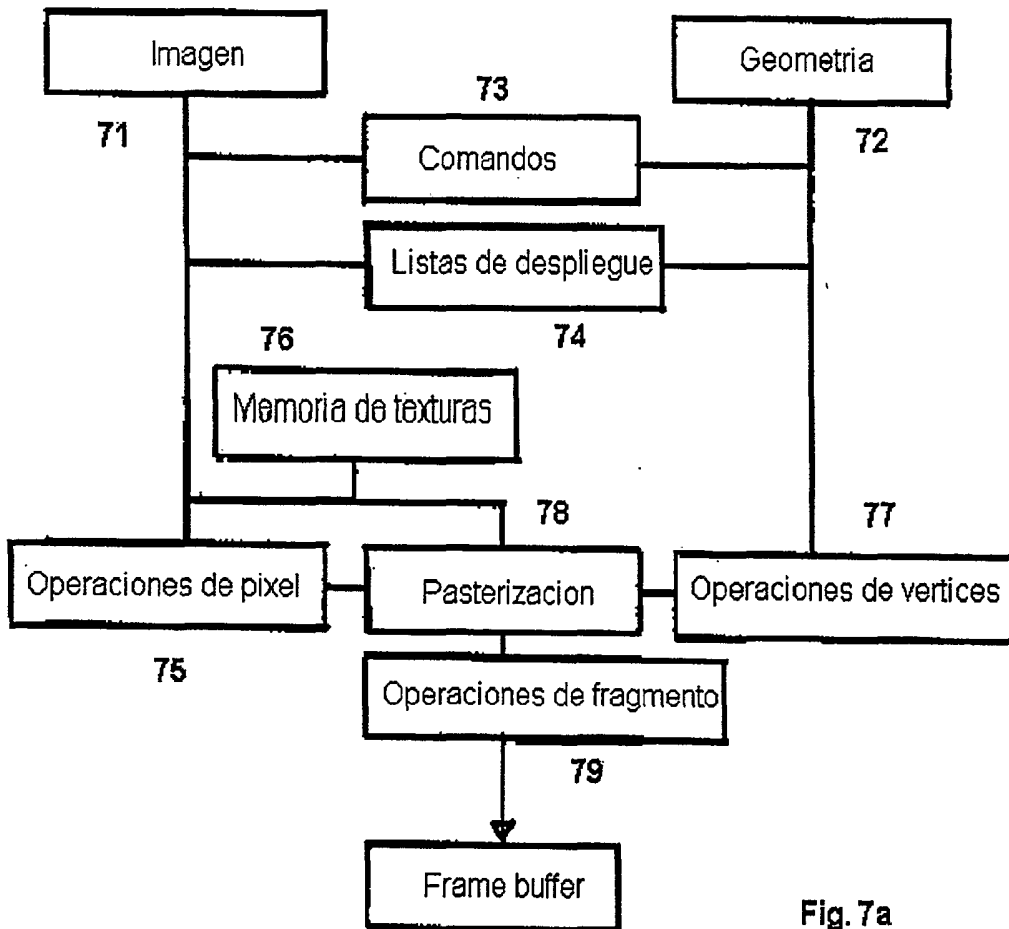 Imagen
Geometria
73
71
72
Comandos
Listas de despliegue
76
74
Memoria de texturas
78
77
Operaciones de pixel
Pasterizacion
Operaciones de vertices
75
Operaciones de fragmento
79
Frame buffer
Fig. 7a